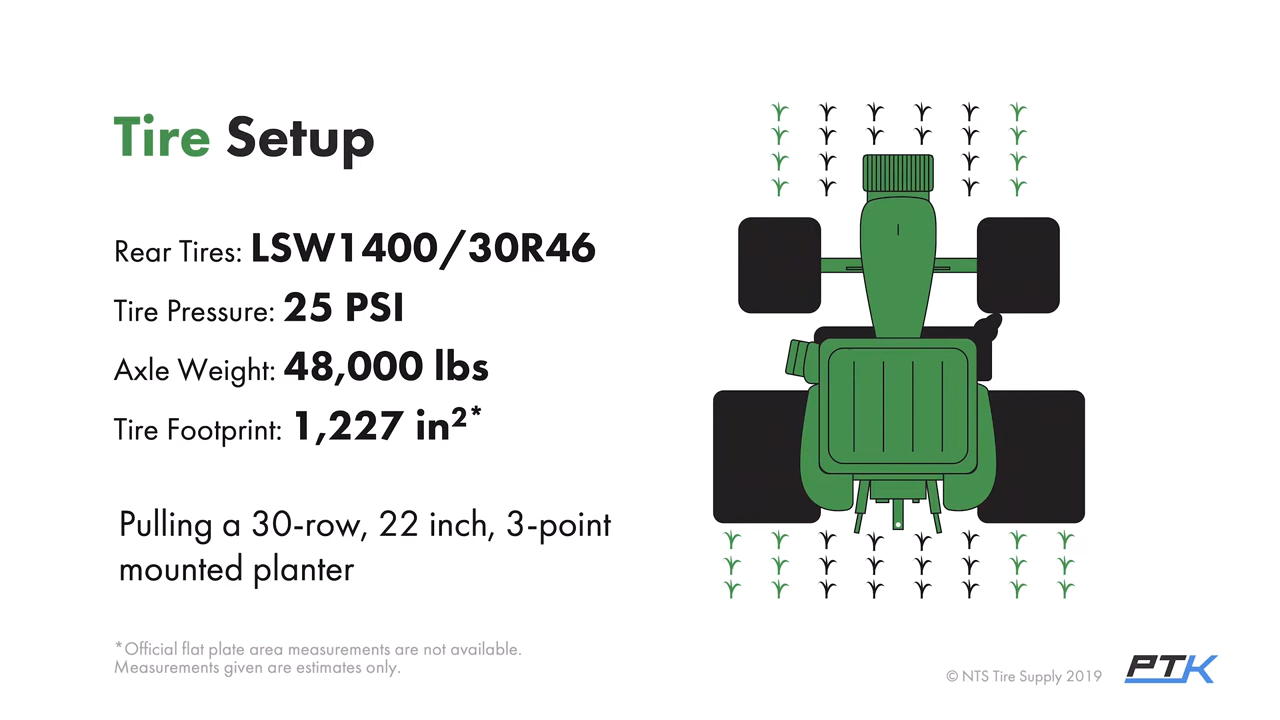 Tire Setup
Rear Tires: LSW1400/30R46
Tire Pressure: 25 PSI
Axle Weight: 48,000 lbs
Tire Footprint: 1,227 in²*
Pulling a 30-row, 22 inch, 3-point
mounted planter
*Official flat plate area measurements are not available.
Measurements given are estimates only.
© NTS Tire Supply 2019
PTK